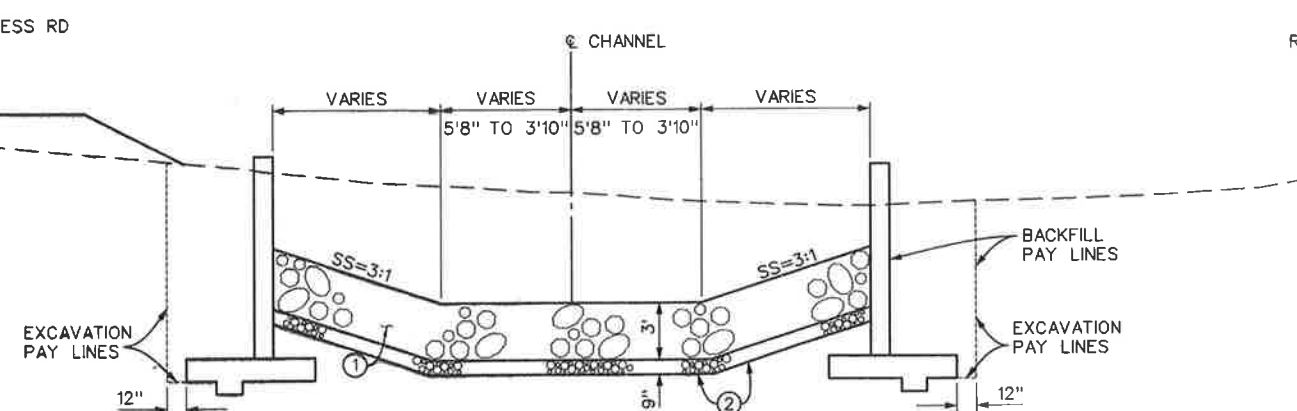 ESS RD
℄ CHANNEL
R
VARIES
VARIES
VARIES
VARIES
5'8" TO 3'10"
5'8" TO 3'10"
SS=3:1
SS=3:1
BACKFILL
PAY LINES
3'
EXCAVATION
PAY LINES
EXCAVATION
PAY LINES
1
12"
9"
2
12"